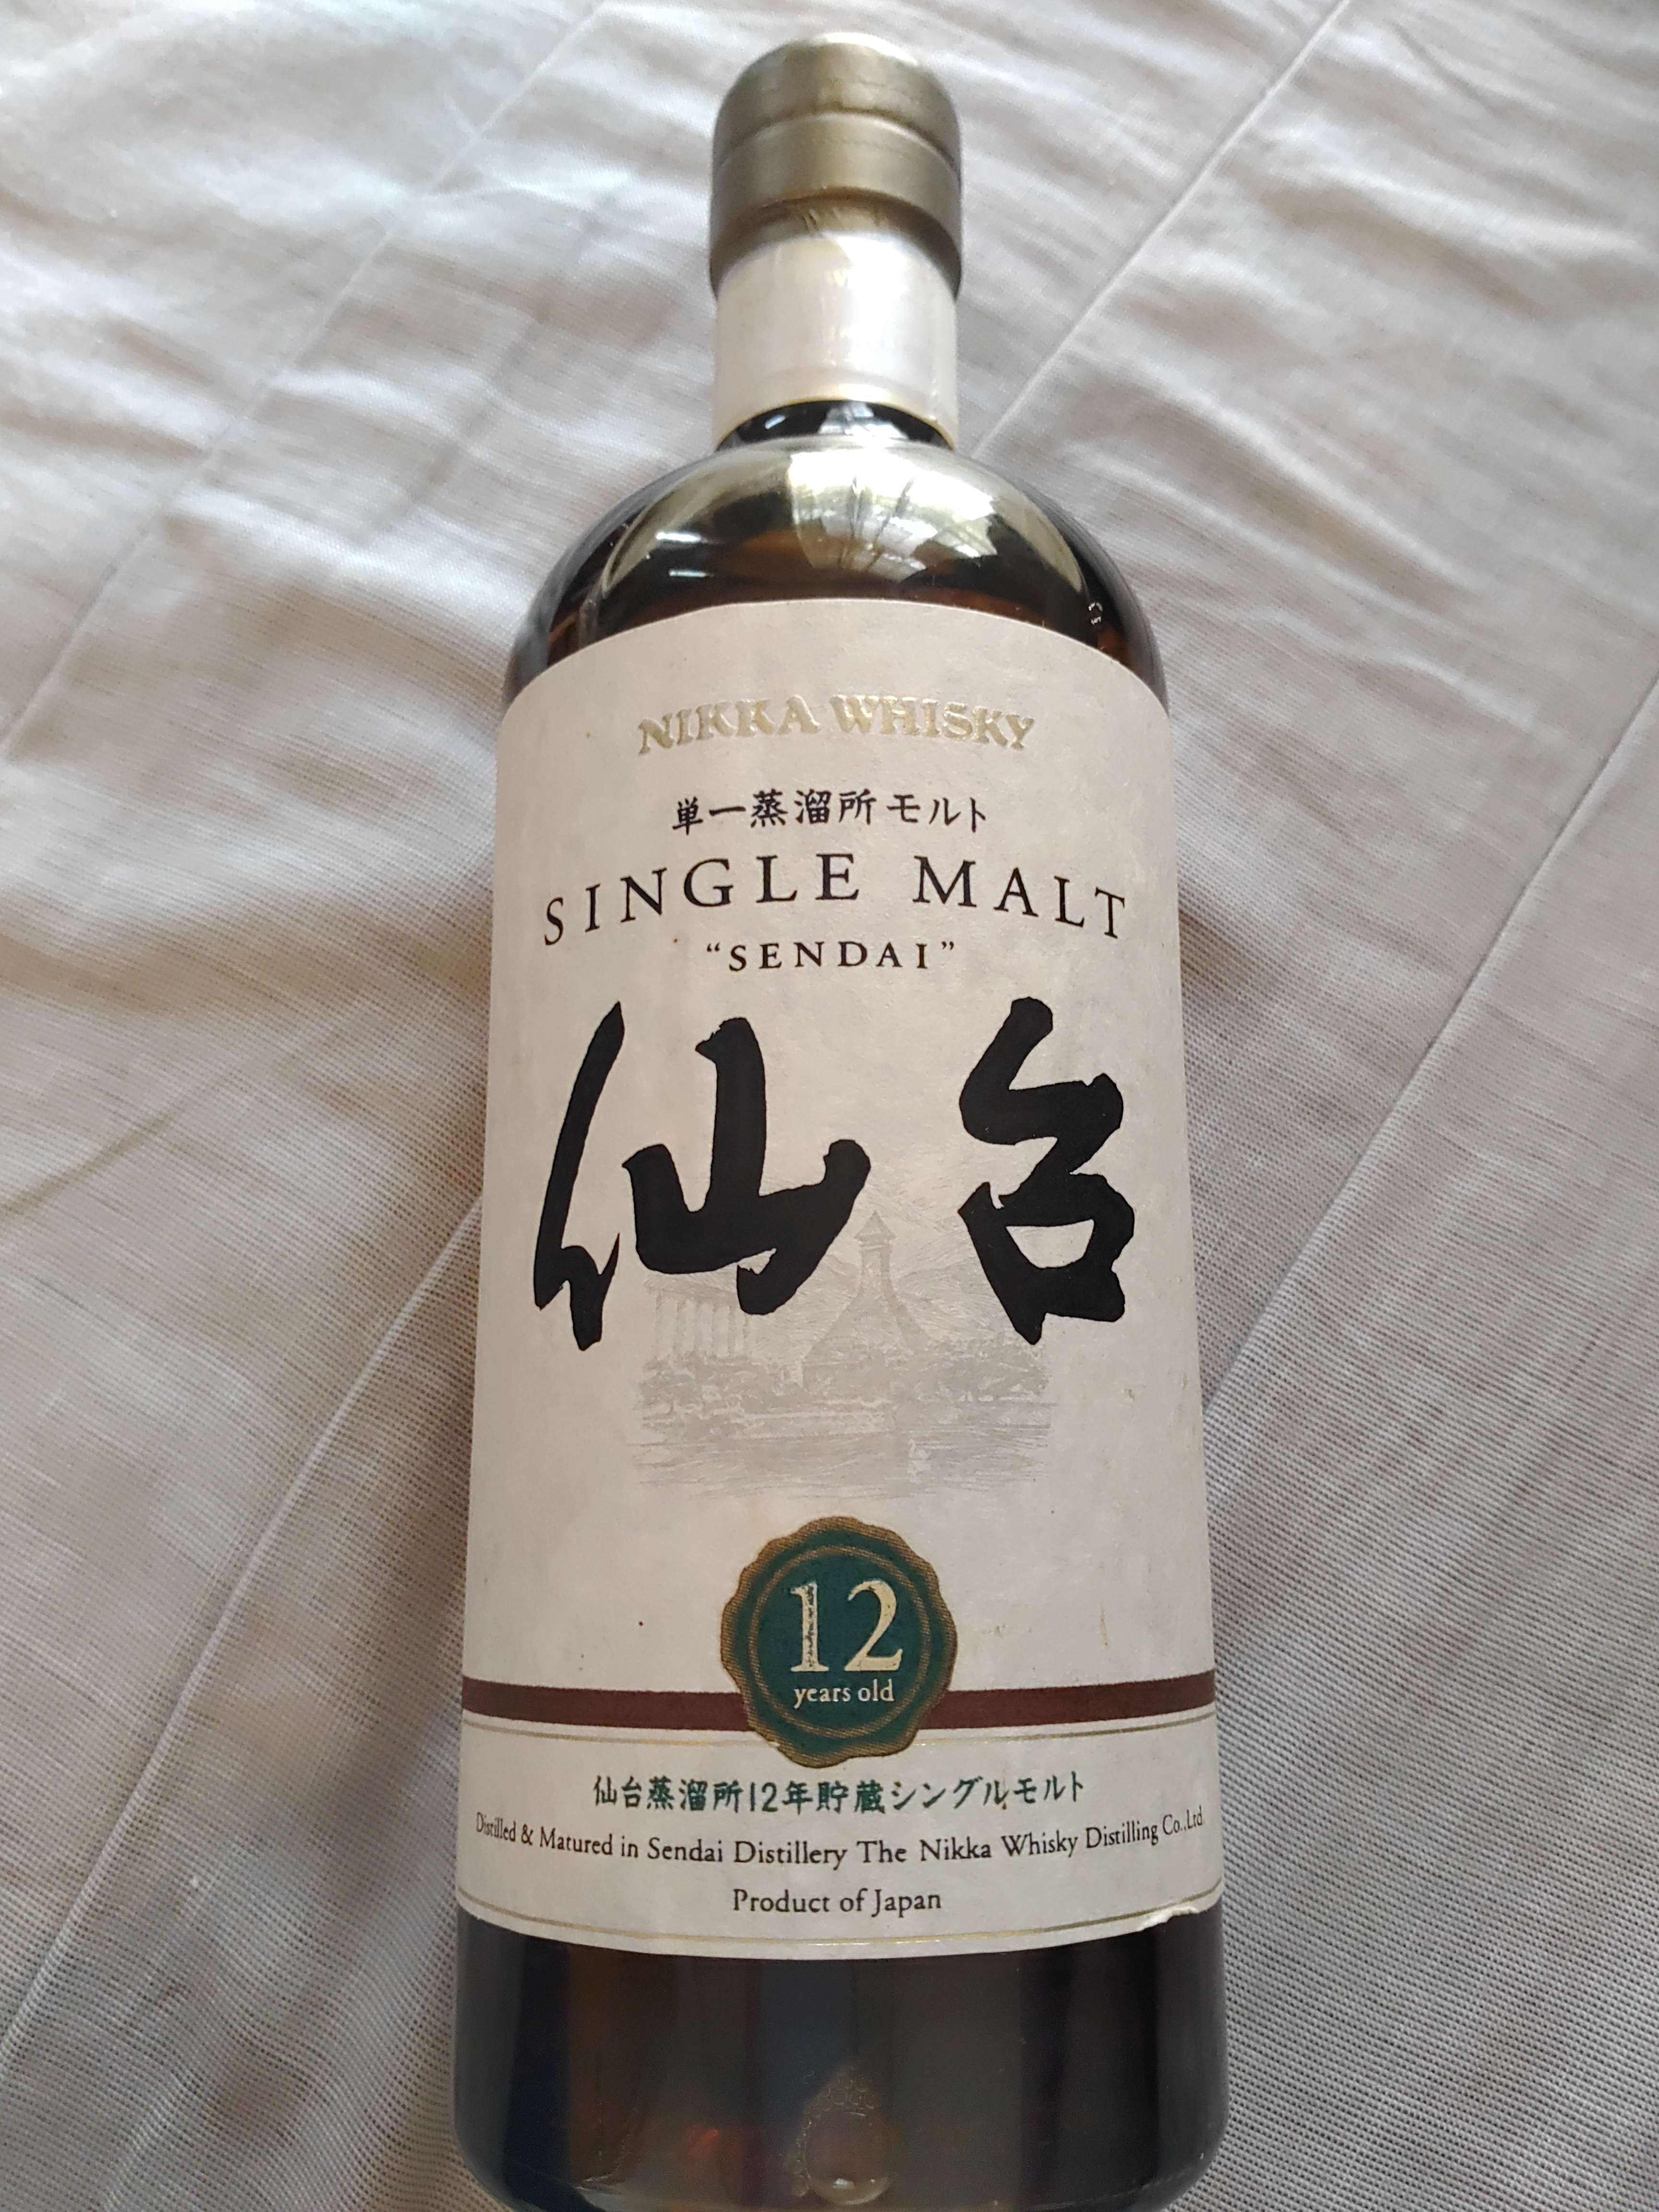 NIKKA WHISKY
単一蒸溜所モルト
SINGLE MALT
“SENDAI”
仙台
12
years old
仙台蒸溜所12年貯蔵シングルモルト
Distilled & Matured in Sendai Distillery The Nikka Whisky Distilling Co.,Ltd.
Product of Japan